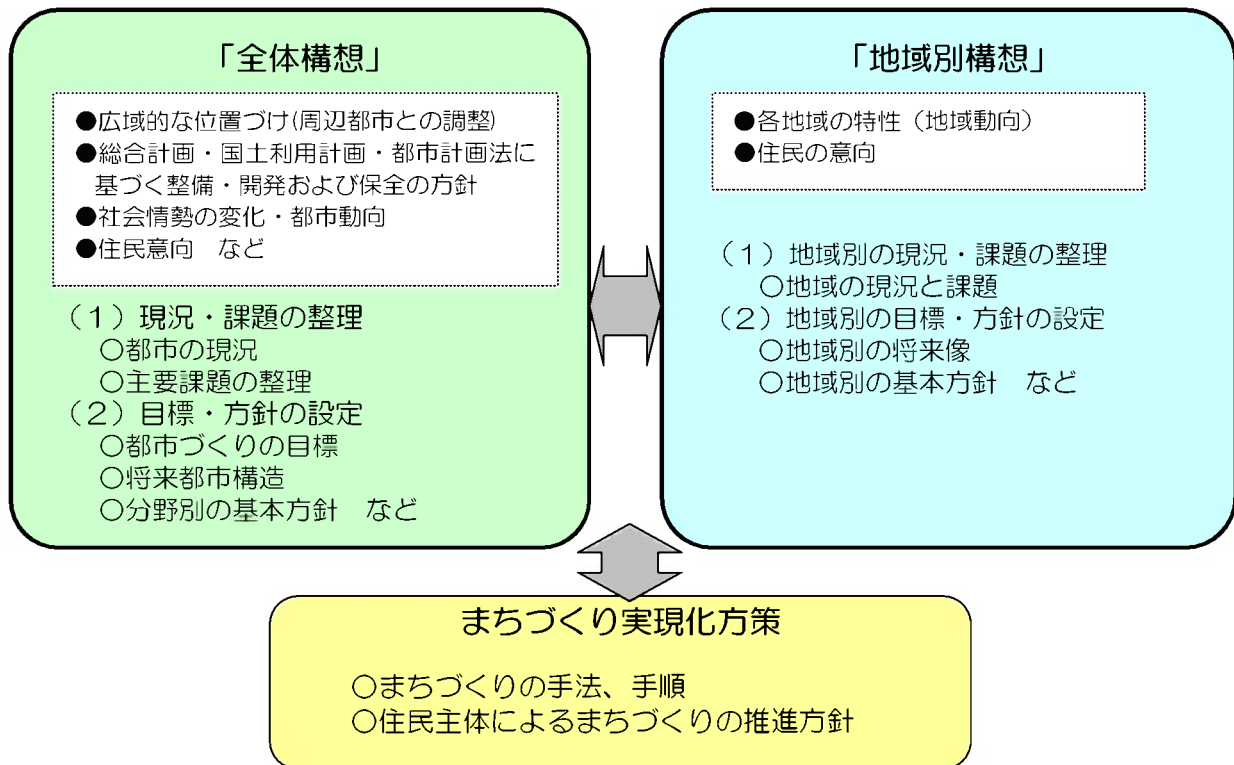 「全体構想」
●広域的な位置づけ(周辺都市との調整)
●総合計画・国土利用計画・都市計画法に
基づく整備・開発および保全の方針
●社会情勢の変化・都市動向
●住民意向　など
（１）現況・課題の整理
○都市の現況
○主要課題の整理
（２）目標・方針の設定
○都市づくりの目標
○将来都市構造
○分野別の基本方針　など
「地域別構想」
●各地域の特性（地域動向）
●住民の意向
（１）地域別の現況・課題の整理
○地域の現況と課題
（２）地域別の目標・方針の設定
○地域別の将来像
○地域別の基本方針　など
まちづくり実現化方策
○まちづくりの手法、手順
○住民主体によるまちづくりの推進方針